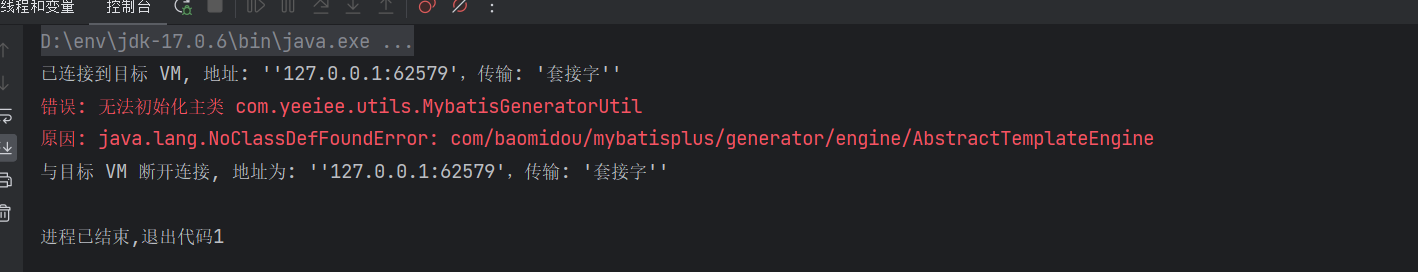 线程和变量 控制台
D:\env\jdk-17.0.6\bin\java.exe ...
已连接到目标 VM, 地址: ''127.0.0.1:62579', 传输: '套接字''
错误: 无法初始化主类 com.yeeiee.utils.MybatisGeneratorUtil
原因: java.lang.NoClassDefFoundError: com/baomidou/mybatisplus/generator/engine/AbstractTemplateEngine
与目标 VM 断开连接, 地址为: ''127.0.0.1:62579', 传输: '套接字''
进程已结束,退出代码1